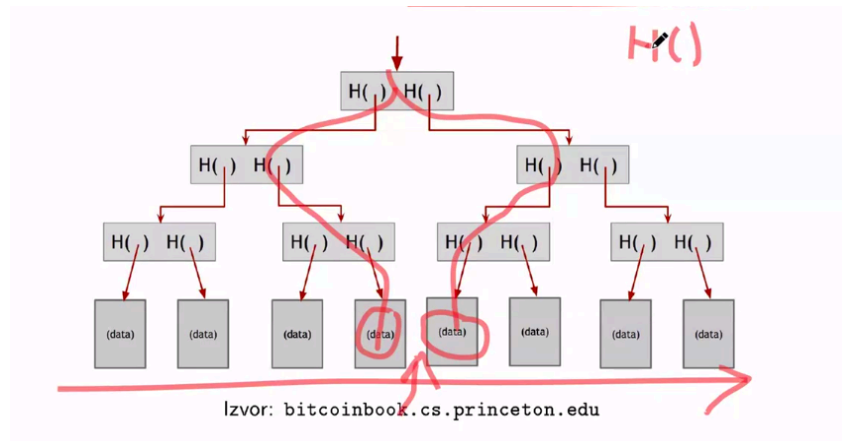 H()
H( ) H( )
H( ) H( ) H( ) H( )
H( ) H( ) H( ) H( ) H( ) H( ) H( ) H( )
(data) (data) (data) (data) (data) (data) (data) (data)
Izvor: bitcoinbook.cs.princeton.edu